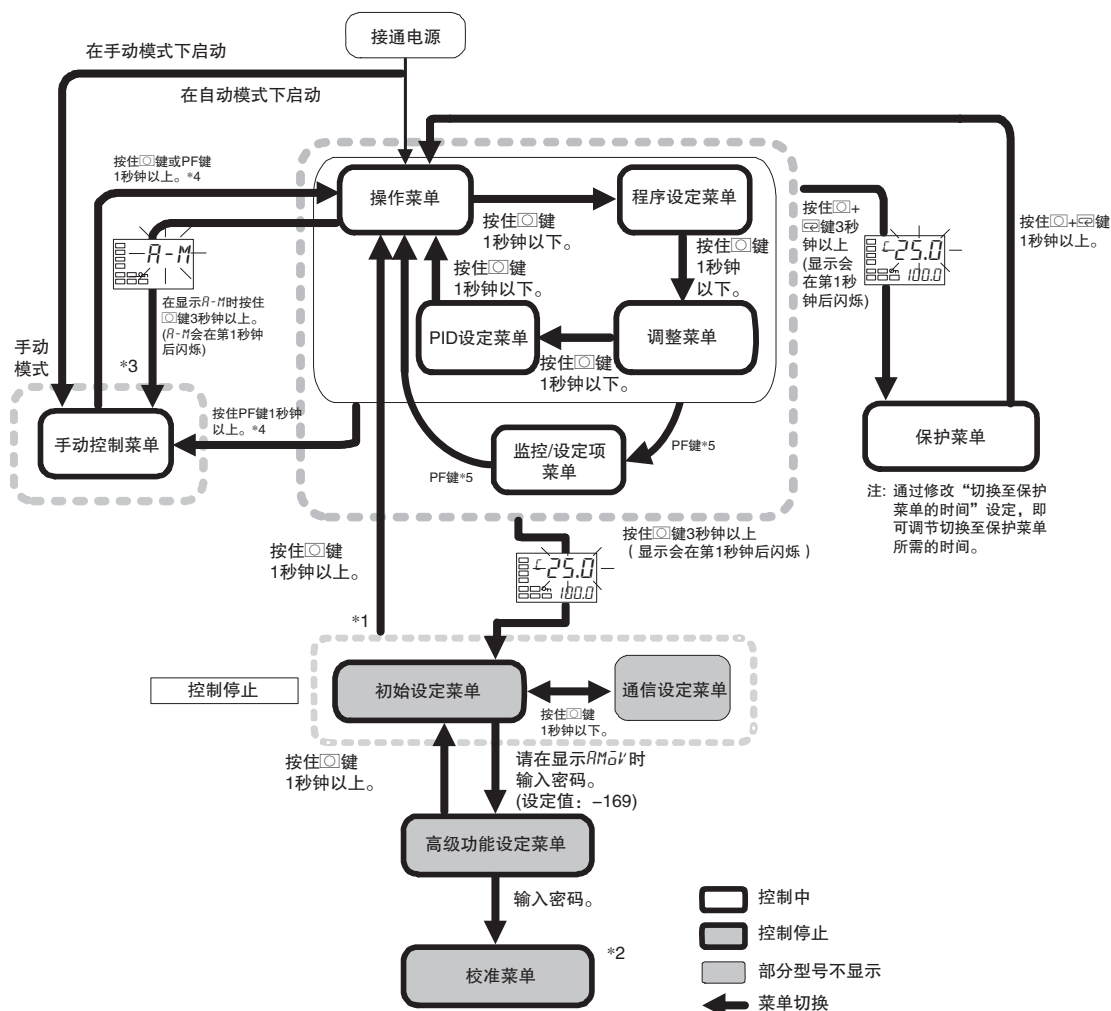 接通电源
在手动模式下启动
在自动模式下启动
按住◯键或PF键
1秒钟以上。*4
操作菜单
程序设定菜单
按住◯键
1秒钟以下。
按住◯键
1秒钟
以下。
按住◯键
1秒钟以下。
PID设定菜单
调整菜单
按住◯键
1秒钟以下。
A-M
在显示A-M时按住
◯键3秒钟以上。
(A-M会在第1秒钟
后闪烁)
*3
手动
模式
手动控制菜单
按住PF键1秒钟
以上。*4
监控/设定项
菜单
PF键*5
PF键*5
按住◯+
键3秒
钟以上
(显示会
在第1秒
钟后闪烁)
C 25.0
100.0
按住◯+键
1秒钟以上。
保护菜单
注: 通过修改“切换至保护
菜单的时间”设定，即
可调节切换至保护菜单
所需的时间。
按住◯键3秒钟以上
（显示会在第1秒钟后闪烁）
C 25.0
100.0
按住◯键
1秒钟以上。
*1
控制停止
初始设定菜单
通信设定菜单
按住◯键
1秒钟以下。
按住◯键
1秒钟以上。
请在显示AMoV时
输入密码。
(设定值：–169)
高级功能设定菜单
输入密码。
校准菜单
*2
控制中
控制停止
部分型号不显示
菜单切换